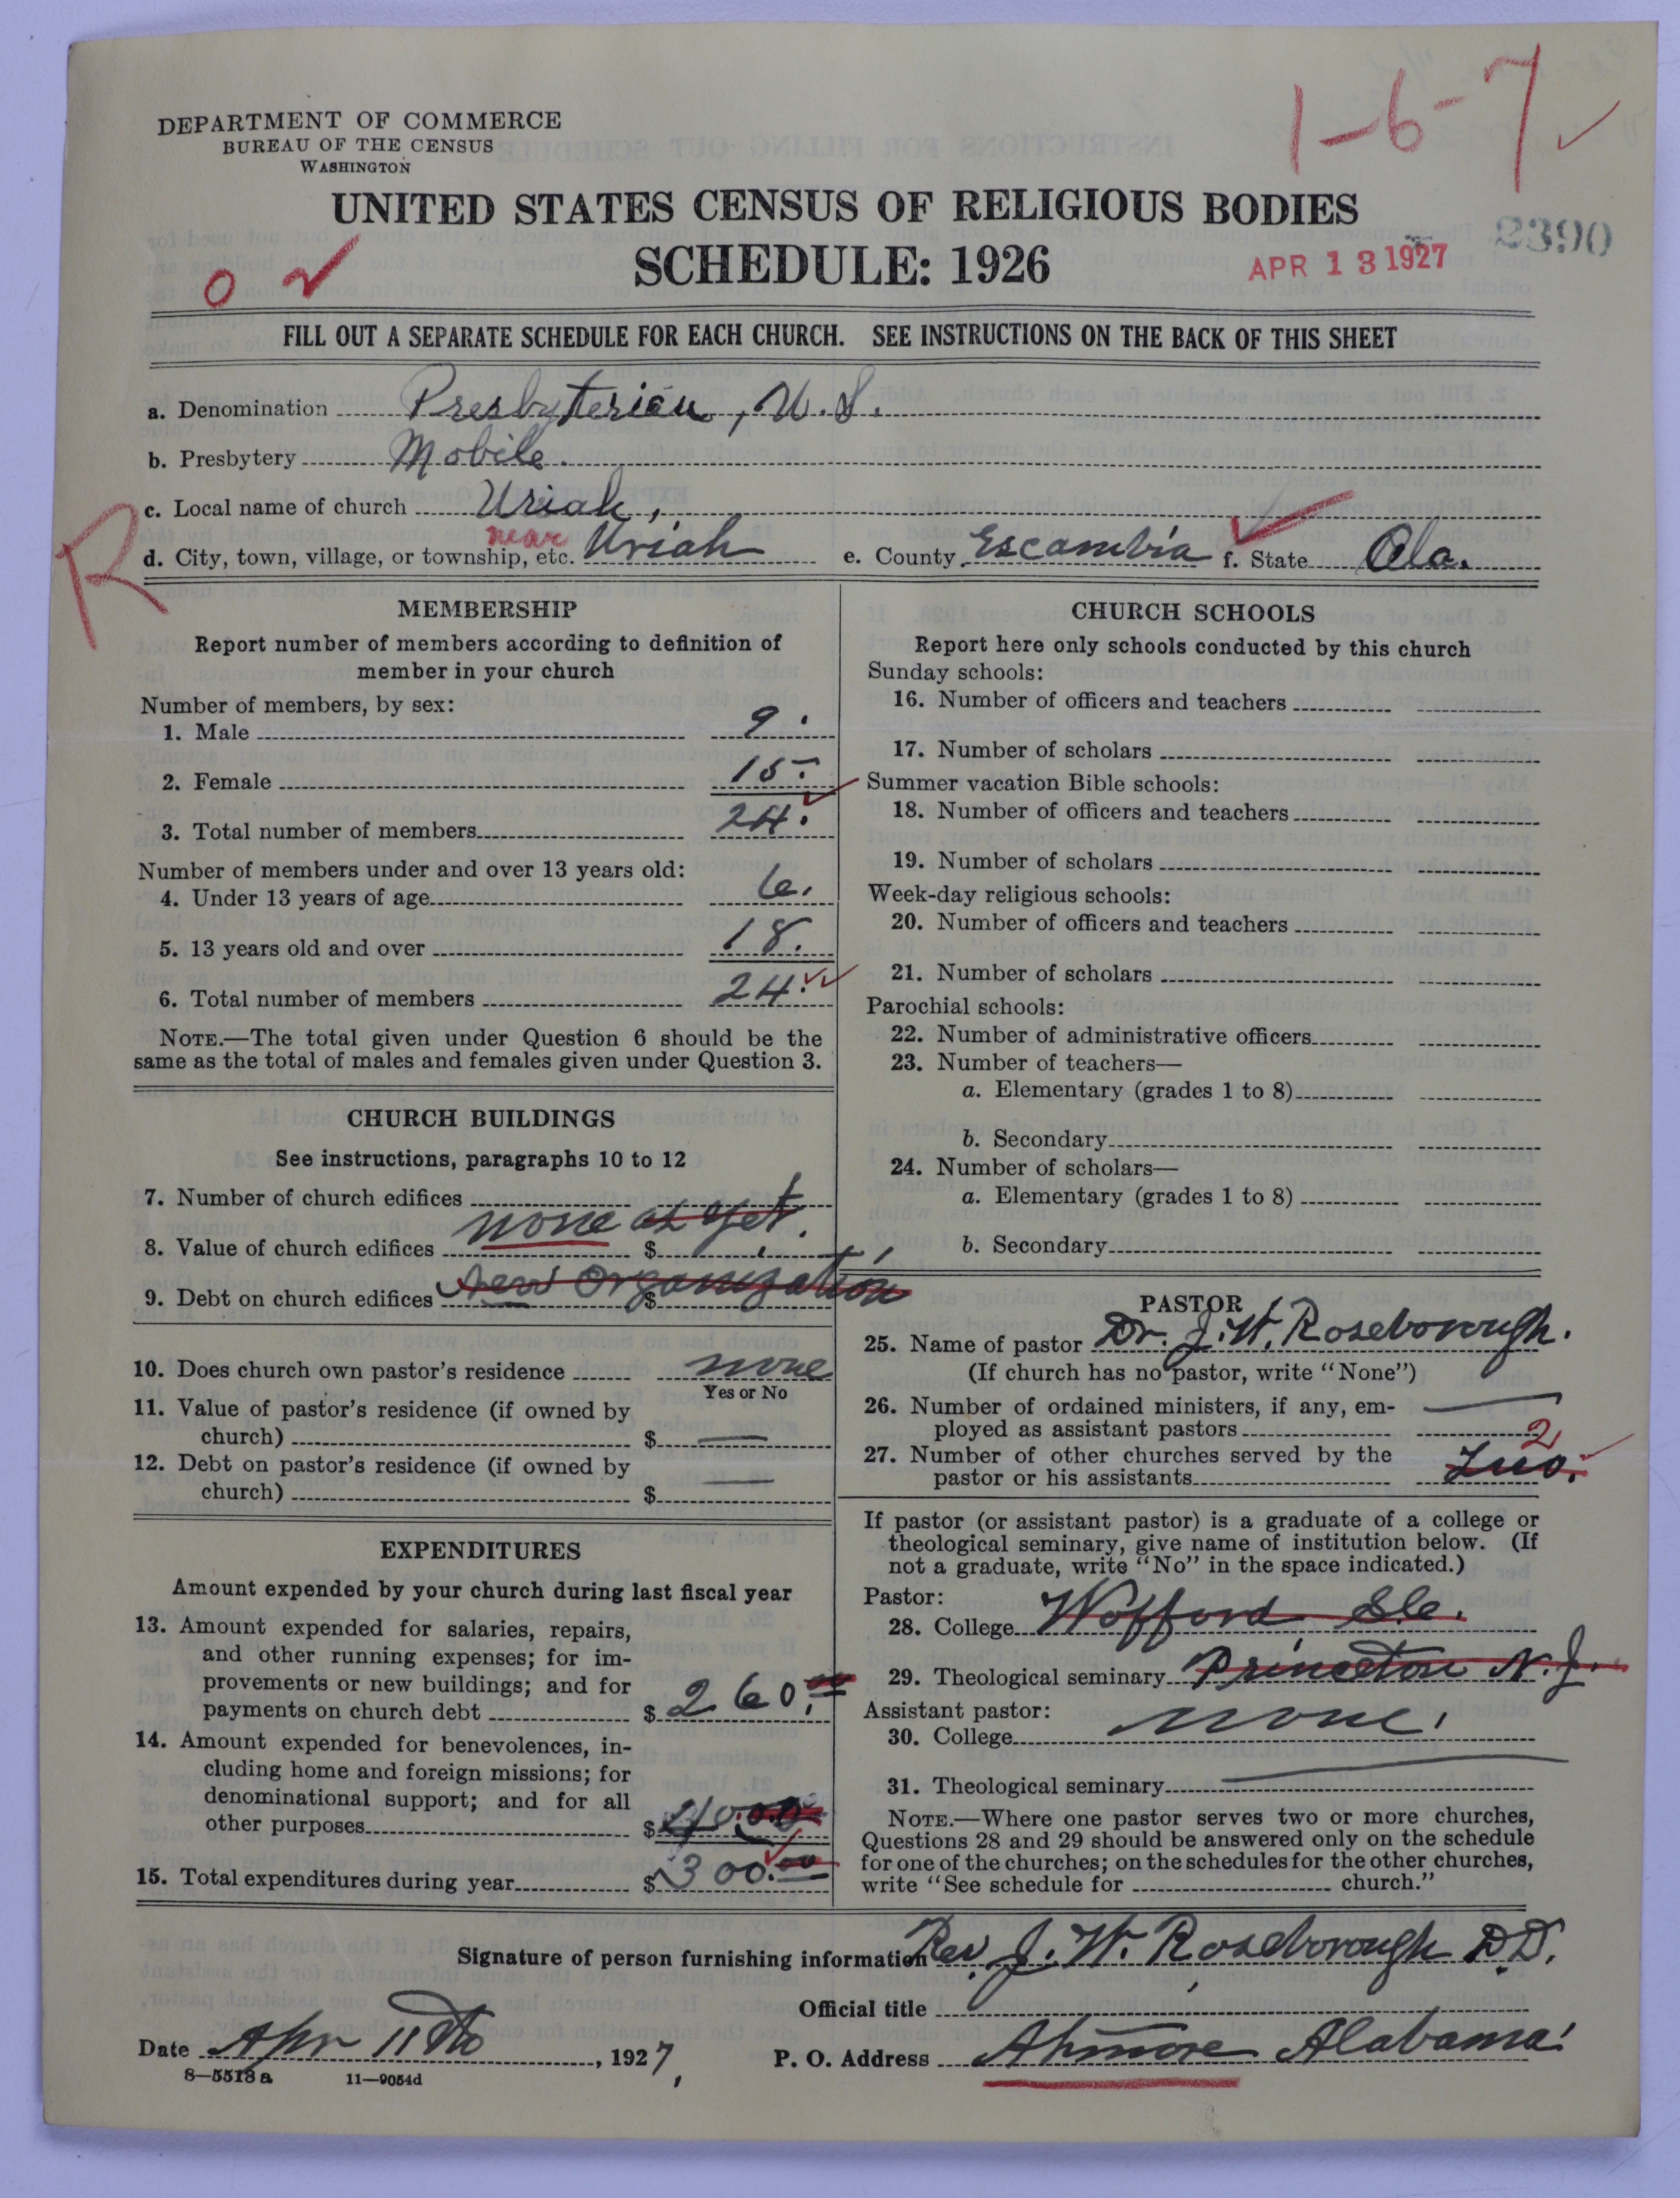 1-6-7
DEPARTMENT OF COMMERCE
BUREAU OF THE CENSUS
WASHINGTON
UNITED STATES CENSUS OF RELIGIOUS BODIES
SCHEDULE: 1926
APR 13 1927
2390
O
FILL OUT A SEPARATE SCHEDULE FOR EACH CHURCH. SEE INSTRUCTIONS ON THE BACK OF THIS SHEET
a. Denomination Presbyterian, U.S.
b. Presbytery Mobile.
c. Local name of church Uriah,
R
d. City, town, village, or township, etc. near Uriah e. County Escambia f. State Ala.
MEMBERSHIP
Report number of members according to definition of
member in your church
Number of members, by sex:
1. Male 9.
2. Female 15.
3. Total number of members 24.
Number of members under and over 13 years old:
4. Under 13 years of age 6.
5. 13 years old and over 18.
6. Total number of members 24.
NOTE.—The total given under Question 6 should be the
same as the total of males and females given under Question 3.
CHURCH BUILDINGS
See instructions, paragraphs 10 to 12
7. Number of church edifices
none as yet.
8. Value of church edifices $
new Organization
9. Debt on church edifices $
10. Does church own pastor's residence none
Yes or No
11. Value of pastor's residence (if owned by
church) $ —
12. Debt on pastor's residence (if owned by
church) $ —
EXPENDITURES
Amount expended by your church during last fiscal year
13. Amount expended for salaries, repairs,
and other running expenses; for im-
provements or new buildings; and for
payments on church debt $ 260.00
14. Amount expended for benevolences, in-
cluding home and foreign missions; for
denominational support; and for all
other purposes $ 40.00
15. Total expenditures during year $ 300.00
CHURCH SCHOOLS
Report here only schools conducted by this church
Sunday schools:
16. Number of officers and teachers
17. Number of scholars
Summer vacation Bible schools:
18. Number of officers and teachers
19. Number of scholars
Week-day religious schools:
20. Number of officers and teachers
21. Number of scholars
Parochial schools:
22. Number of administrative officers
23. Number of teachers—
a. Elementary (grades 1 to 8)
b. Secondary
24. Number of scholars—
a. Elementary (grades 1 to 8)
b. Secondary
PASTOR
25. Name of pastor Dr. J. W. Roseborough.
(If church has no pastor, write "None")
26. Number of ordained ministers, if any, em-
ployed as assistant pastors —
27. Number of other churches served by the
pastor or his assistants 2 Two.
If pastor (or assistant pastor) is a graduate of a college or
theological seminary, give name of institution below. (If
not a graduate, write "No" in the space indicated.)
Pastor:
28. College Wofford S.C.
29. Theological seminary Princeton N.J.
Assistant pastor:
30. College none.
31. Theological seminary —
NOTE.—Where one pastor serves two or more churches,
Questions 28 and 29 should be answered only on the schedule
for one of the churches; on the schedules for the other churches,
write "See schedule for church."
Signature of person furnishing information Rev. J. W. Roseborough D.D.
Official title
Date Apr 11th, 1927, P. O. Address Atmore Alabama
8—5518a 11—9054d